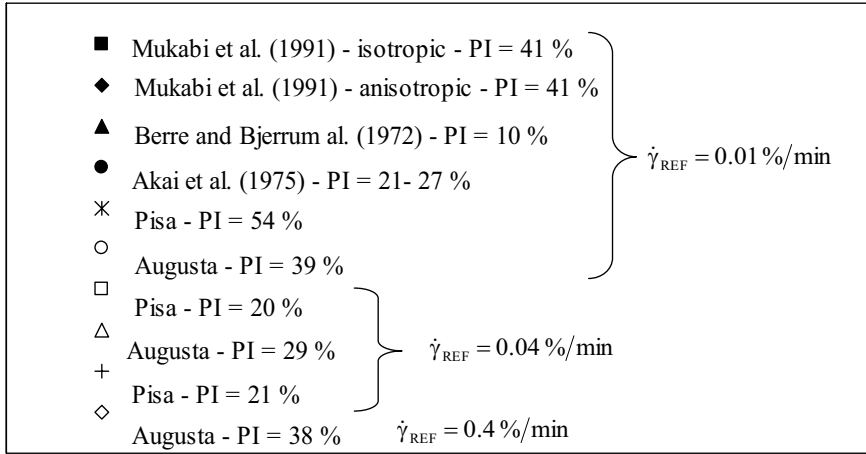 Mukabi et al. (1991) - isotropic - PI = 41 %
Mukabi et al. (1991) - anisotropic - PI = 41 %
Berre and Bjerrum al. (1972) - PI = 10 %
Akai et al. (1975) - PI = 21- 27 %
γ̇REF = 0.01 %/min
Pisa - PI = 54 %
Augusta - PI = 39 %
Pisa - PI = 20 %
Augusta - PI = 29 %
γ̇REF = 0.04 %/min
Pisa - PI = 21 %
Augusta - PI = 38 % γ̇REF = 0.4 %/min